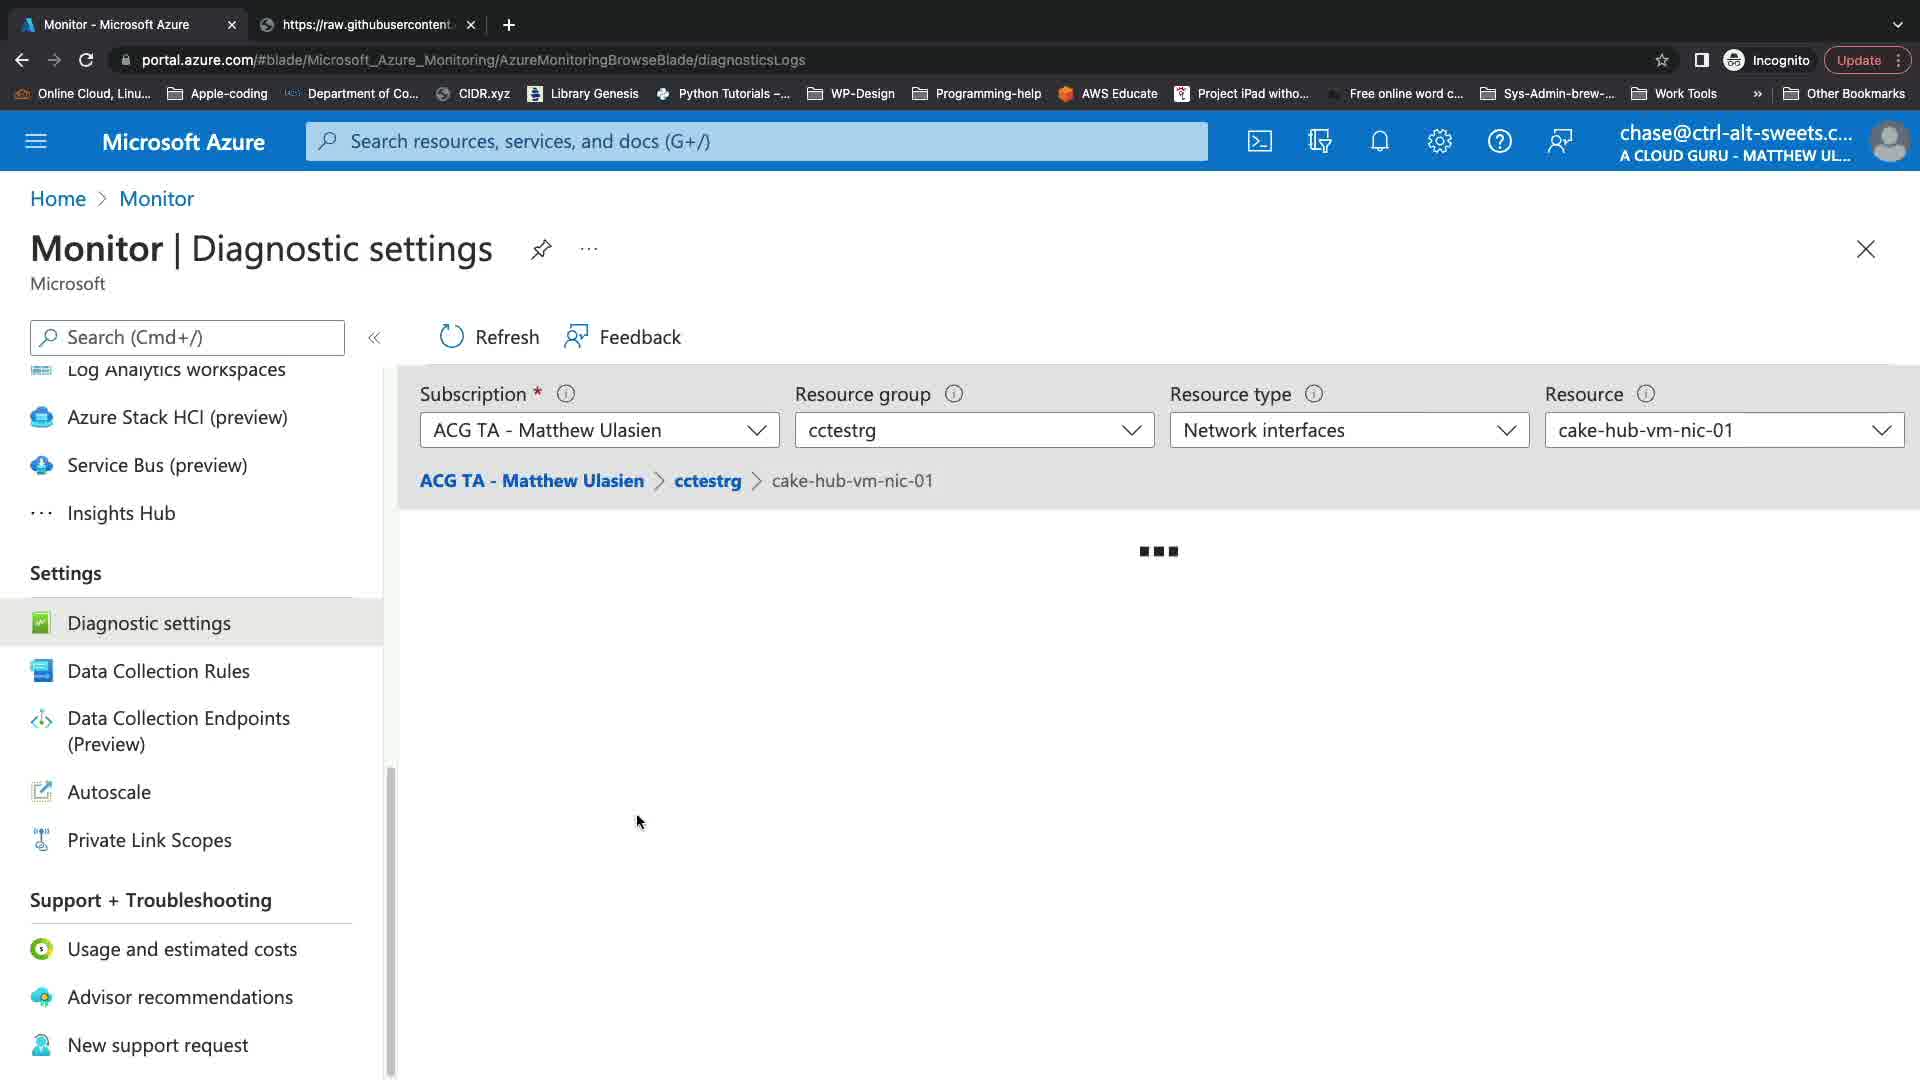 Monitor - Microsoft Azure
https://raw.githubusercontent
portal.azure.com/#blade/Microsoft_Azure_Monitoring/AzureMonitoringBrowseBlade/diagnosticsLogs
Incognito
Update
Online Cloud, Linu...
Apple-coding
Department of Co...
CIDR.xyz
Library Genesis
Python Tutorials –...
WP-Design
Programming-help
AWS Educate
Project iPad witho...
Free online word c...
Sys-Admin-brew-...
Work Tools
»
Other Bookmarks
Microsoft Azure
Search resources, services, and docs (G+/)
chase@ctrl-alt-sweets.c...
A CLOUD GURU - MATTHEW UL...
Home > Monitor
Monitor | Diagnostic settings
...
Microsoft
Search (Cmd+/)
«
Refresh
Feedback
Log Analytics workspaces
Azure Stack HCI (preview)
Service Bus (preview)
Insights Hub
Settings
Diagnostic settings
Data Collection Rules
Data Collection Endpoints
(Preview)
Autoscale
Private Link Scopes
Support + Troubleshooting
Usage and estimated costs
Advisor recommendations
New support request
Subscription *
Resource group
Resource type
Resource
ACG TA - Matthew Ulasien
cctestrg
Network interfaces
cake-hub-vm-nic-01
ACG TA - Matthew Ulasien > cctestrg > cake-hub-vm-nic-01